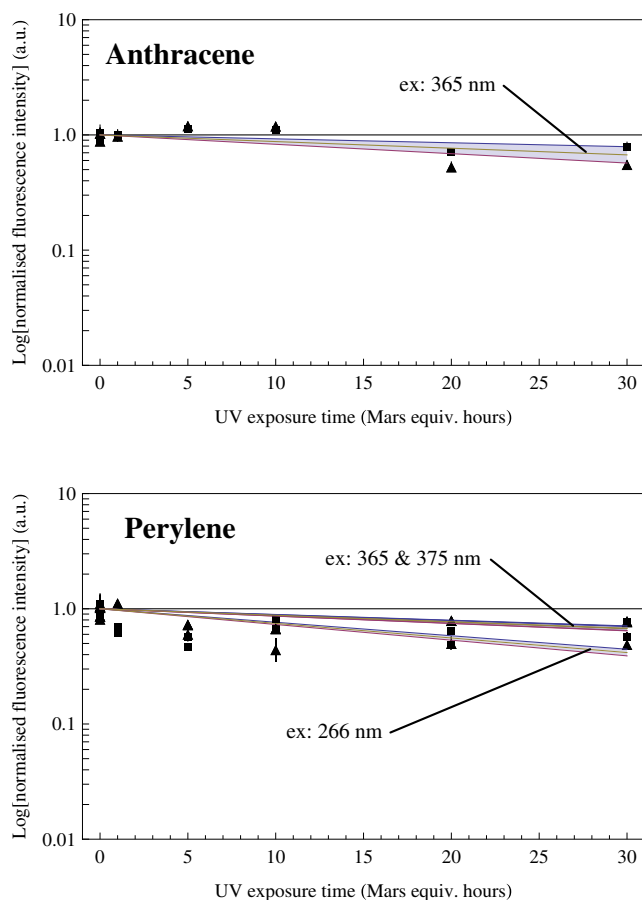 10
Anthracene
ex: 365 nm
1.0
0.1
0.01
Log[normalised fluorescence intensity] (a.u.)
0 5 10 15 20 25 30
UV exposure time (Mars equiv. hours)
10
Perylene
ex: 365 & 375 nm
1.0
0.1
ex: 266 nm
0.01
Log[normalised fluorescence intensity] (a.u.)
0 5 10 15 20 25 30
UV exposure time (Mars equiv. hours)